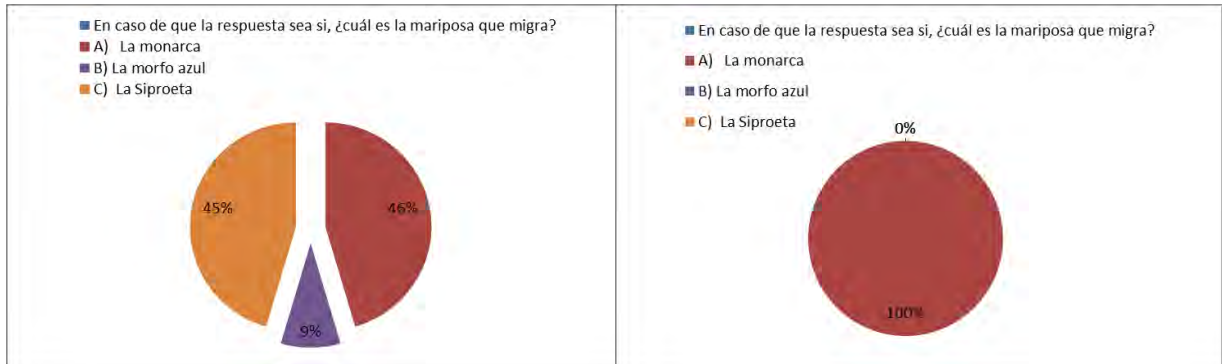 En caso de que la respuesta sea si, ¿cuál es la mariposa que migra?
A) La monarca
B) La morfo azul
C) La Siproeta
45%
46%
9%
En caso de que la respuesta sea si, ¿cuál es la mariposa que migra?
A) La monarca
B) La morfo azul
C) La Siproeta
0%
100%